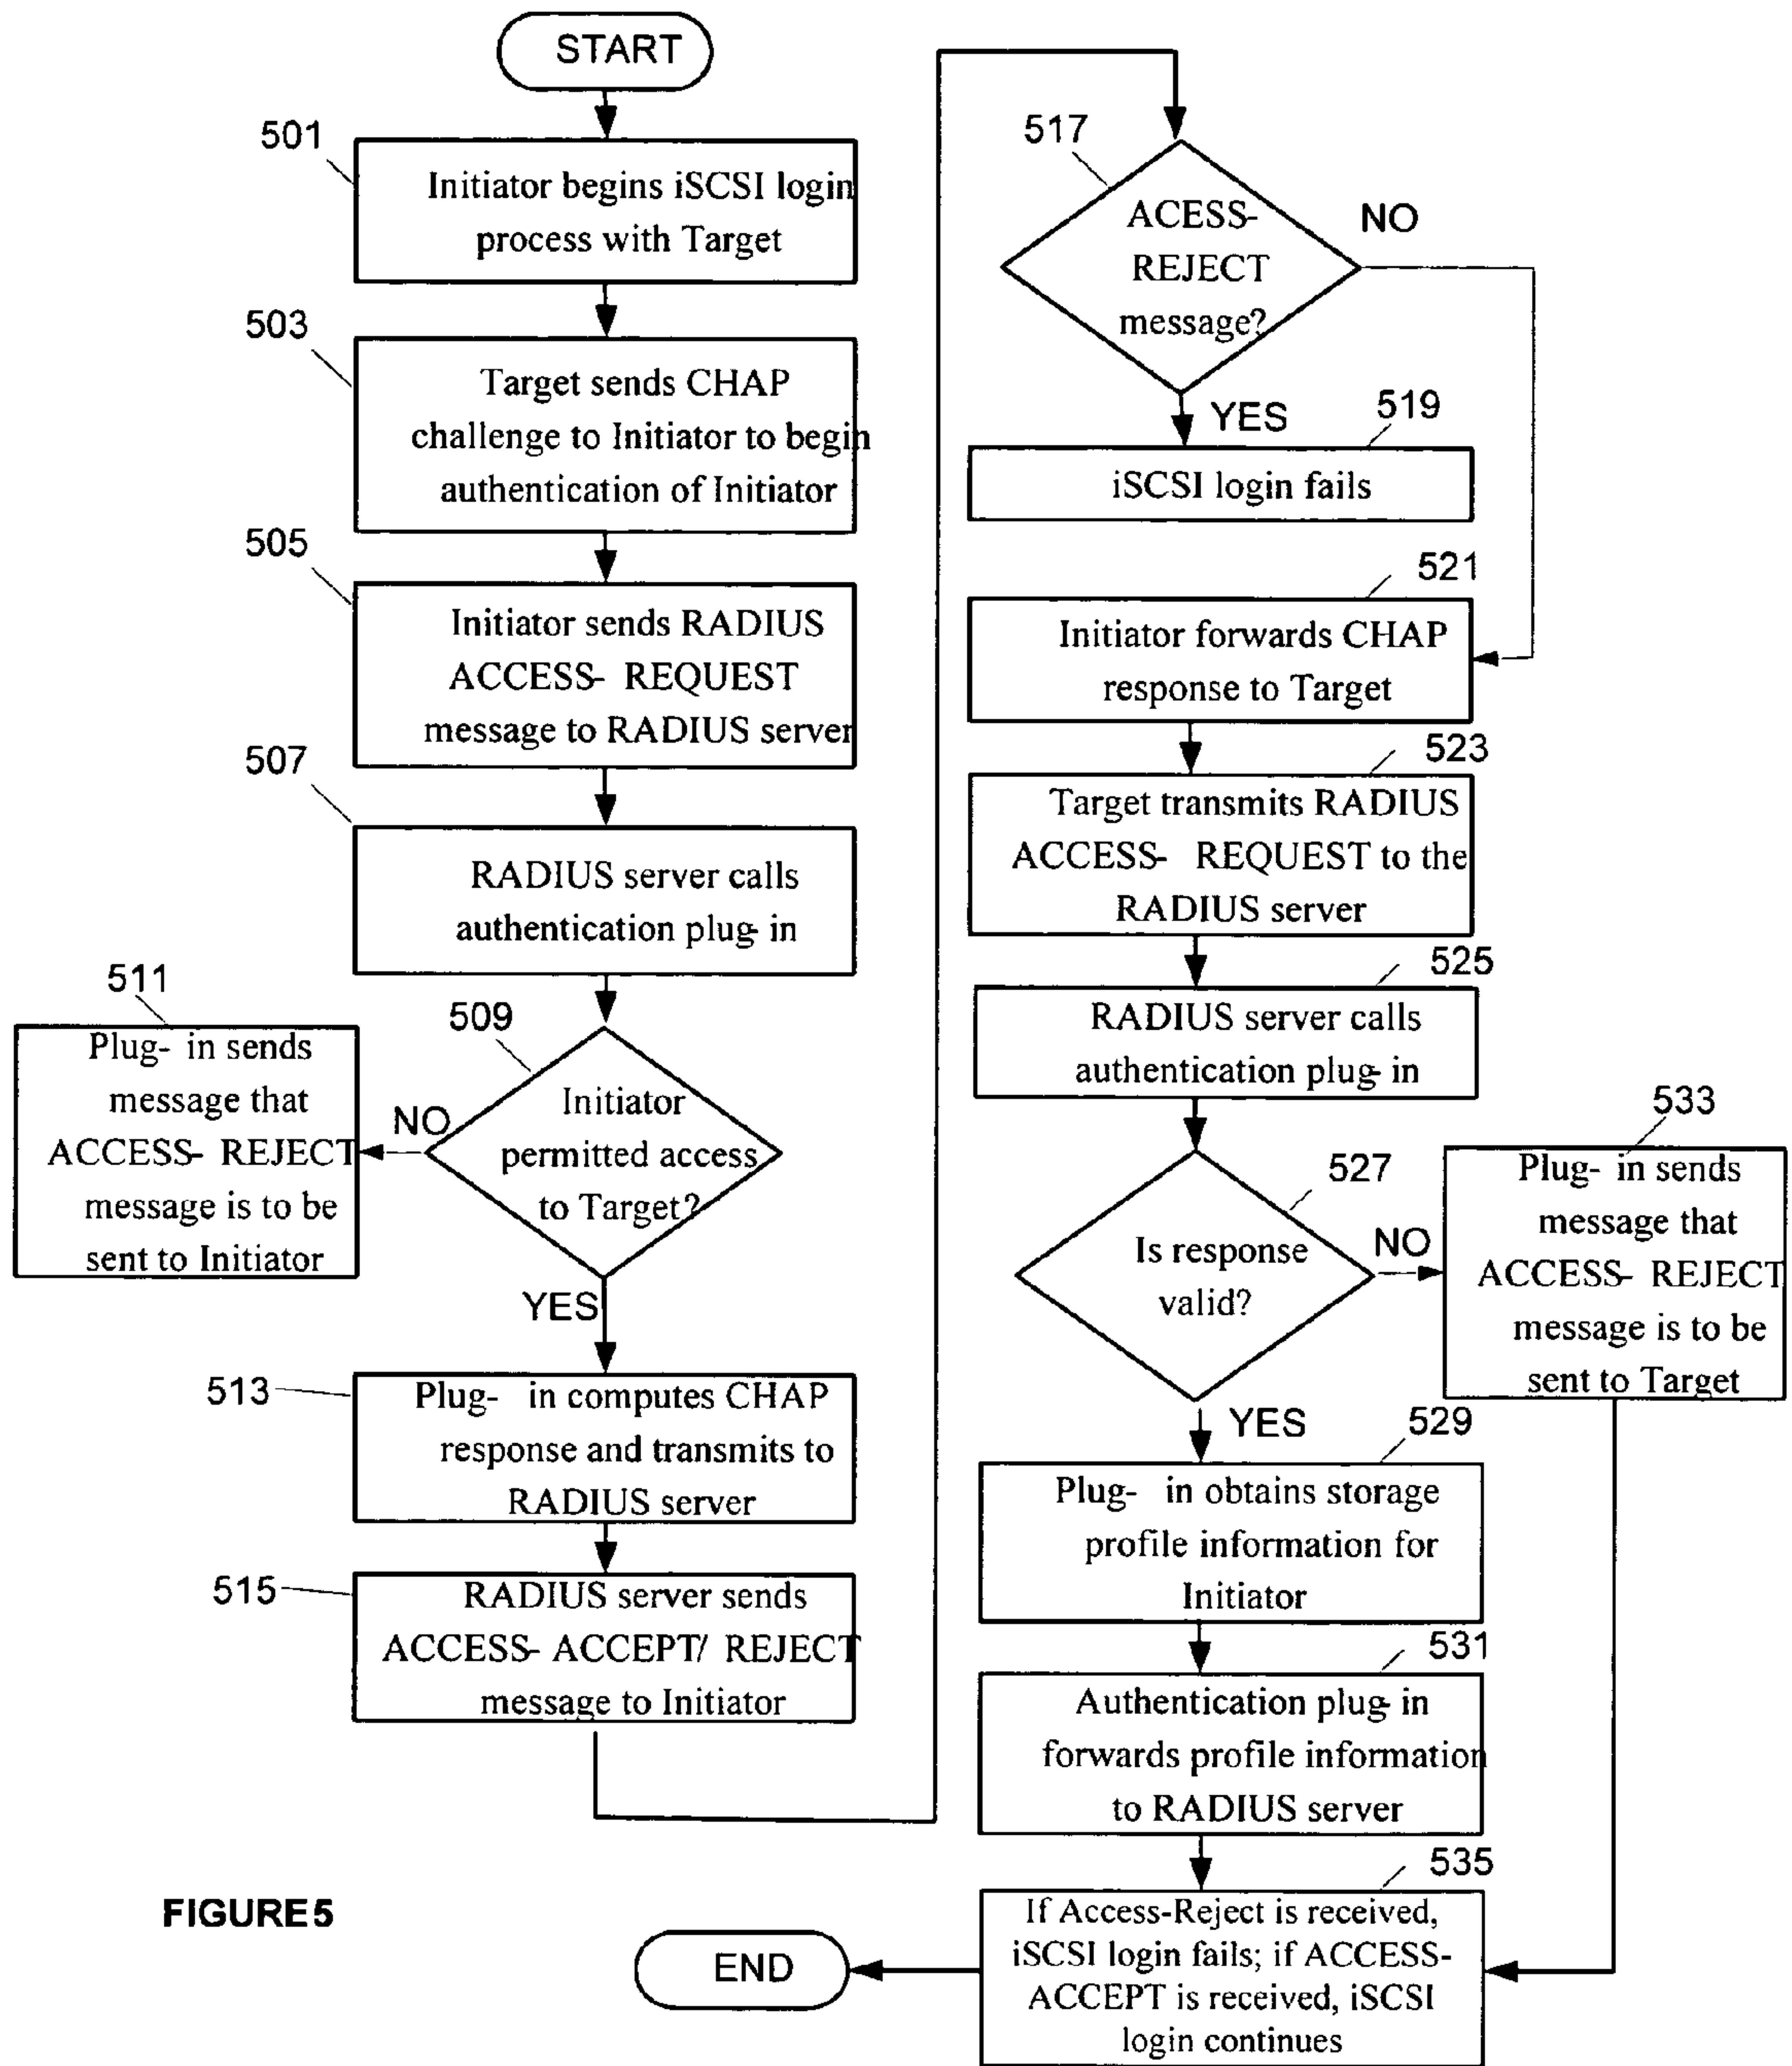 START
501
Initiator begins iSCSI login
process with Target
503
Target sends CHAP
challenge to Initiator to begin
authentication of Initiator
505
Initiator sends RADIUS
ACCESS- REQUEST
message to RADIUS server
507
RADIUS server calls
authentication plug-in
509
Initiator
permitted access
to Target?
NO
511
Plug- in sends
message that
ACCESS- REJECT
message is to be
sent to Initiator
YES
513
Plug- in computes CHAP
response and transmits to
RADIUS server
515
RADIUS server sends
ACCESS- ACCEPT/ REJECT
message to Initiator
517
ACESS-
REJECT
message?
NO
YES
519
iSCSI login fails
521
Initiator forwards CHAP
response to Target
523
Target transmits RADIUS
ACCESS- REQUEST to the
RADIUS server
525
RADIUS server calls
authentication plug-in
527
Is response
valid?
NO
533
Plug- in sends
message that
ACCESS- REJECT
message is to be
sent to Target
YES
529
Plug- in obtains storage
profile information for
Initiator
531
Authentication plug-in
forwards profile information
to RADIUS server
535
If Access-Reject is received,
iSCSI login fails; if ACCESS-
ACCEPT is received, iSCSI
login continues
END
FIGURE5